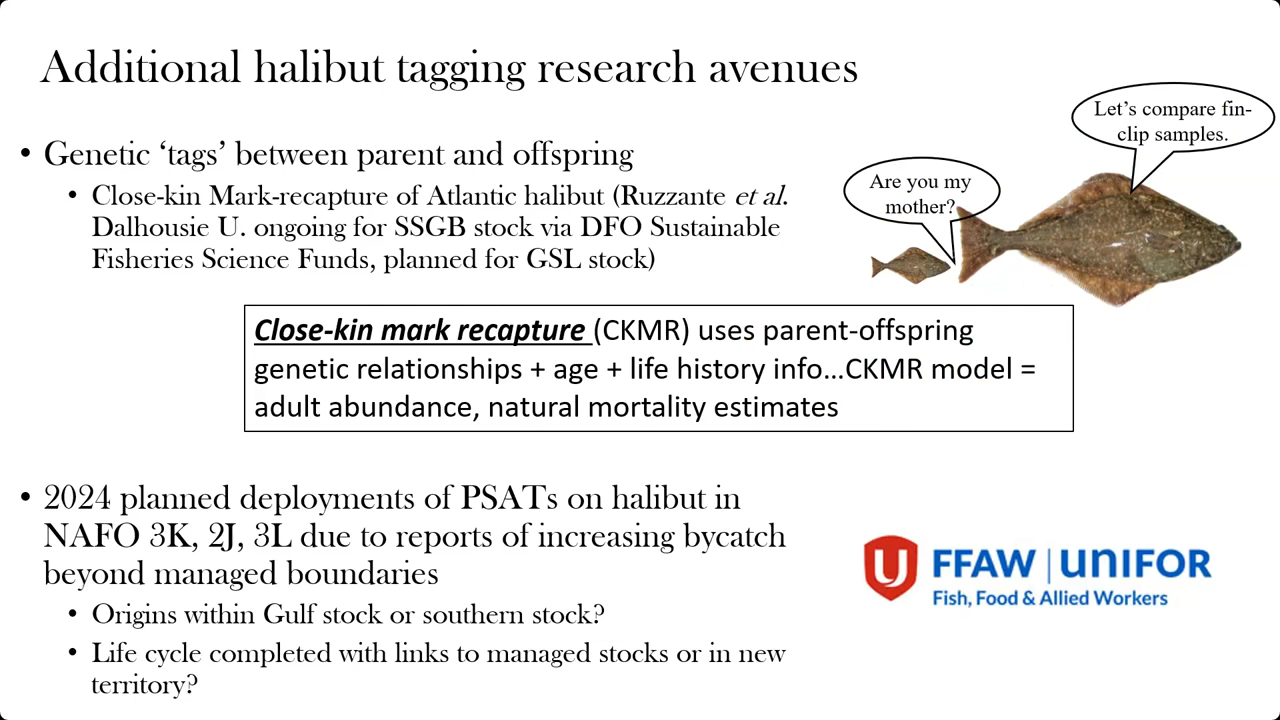 Additional halibut tagging research avenues
• Genetic ‘tags’ between parent and offspring
• Close-kin Mark-recapture of Atlantic halibut (Ruzzante et al.
Dalhousie U. ongoing for SSGB stock via DFO Sustainable
Fisheries Science Funds, planned for GSL stock)
Let’s compare fin-
clip samples.
Are you my
mother?
Close-kin mark recapture (CKMR) uses parent-offspring
genetic relationships + age + life history info…CKMR model =
adult abundance, natural mortality estimates
• 2024 planned deployments of PSATs on halibut in
NAFO 3K, 2J, 3L due to reports of increasing bycatch
beyond managed boundaries
• Origins within Gulf stock or southern stock?
• Life cycle completed with links to managed stocks or in new
territory?
FFAW | UNIFOR
Fish, Food & Allied Workers